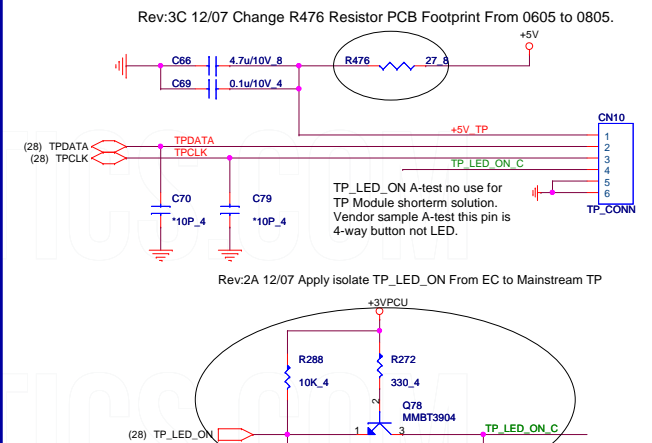 Rev:3C 12/07 Change R476 Resistor PCB Footprint From 0605 to 0805.
+5V
C66 4.7u/10V_8 R476 27_8
C69 0.1u/10V_4
CN10
+5V_TP 1
(28) TPDATA TPDATA 2
(28) TPCLK TPCLK 3
TP_LED_ON_C 4
5
6
TP_CONN
C70 C79
*10P_4 *10P_4
TP_LED_ON A-test no use for
TP Module shorterm solution.
Vendor sample A-test this pin is
4-way button not LED.
Rev:2A 12/07 Apply isolate TP_LED_ON From EC to Mainstream TP
+3VPCU
R288 R272
10K_4 330_4
2
Q78
MMBT3904
(28) TP_LED_ON 1 3 TP_LED_ON_C